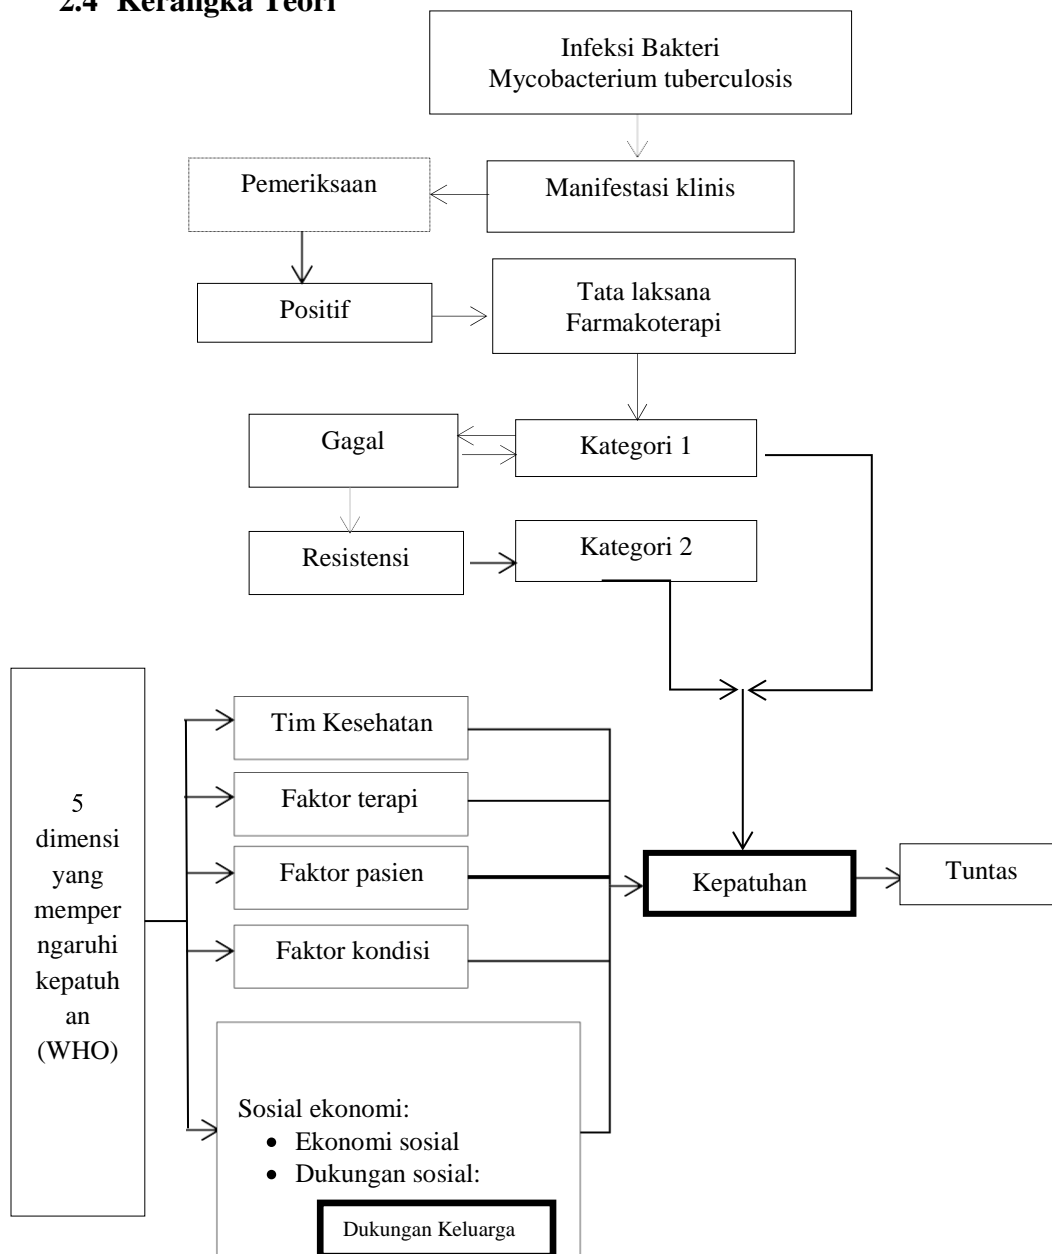 2.4 Kerangka Teori
Infeksi Bakteri
Mycobacterium tuberculosis
Pemeriksaan
Manifestasi klinis
Positif
Tata laksana
Farmakoterapi
Gagal
Kategori 1
Resistensi
Kategori 2
5
dimensi
yang
memper
ngaruhi
kepatuh
an
(WHO)
Tim Kesehatan
Faktor terapi
Faktor pasien
Faktor kondisi
Sosial ekonomi:
• Ekonomi sosial
• Dukungan sosial:
Dukungan Keluarga
Kepatuhan
Tuntas